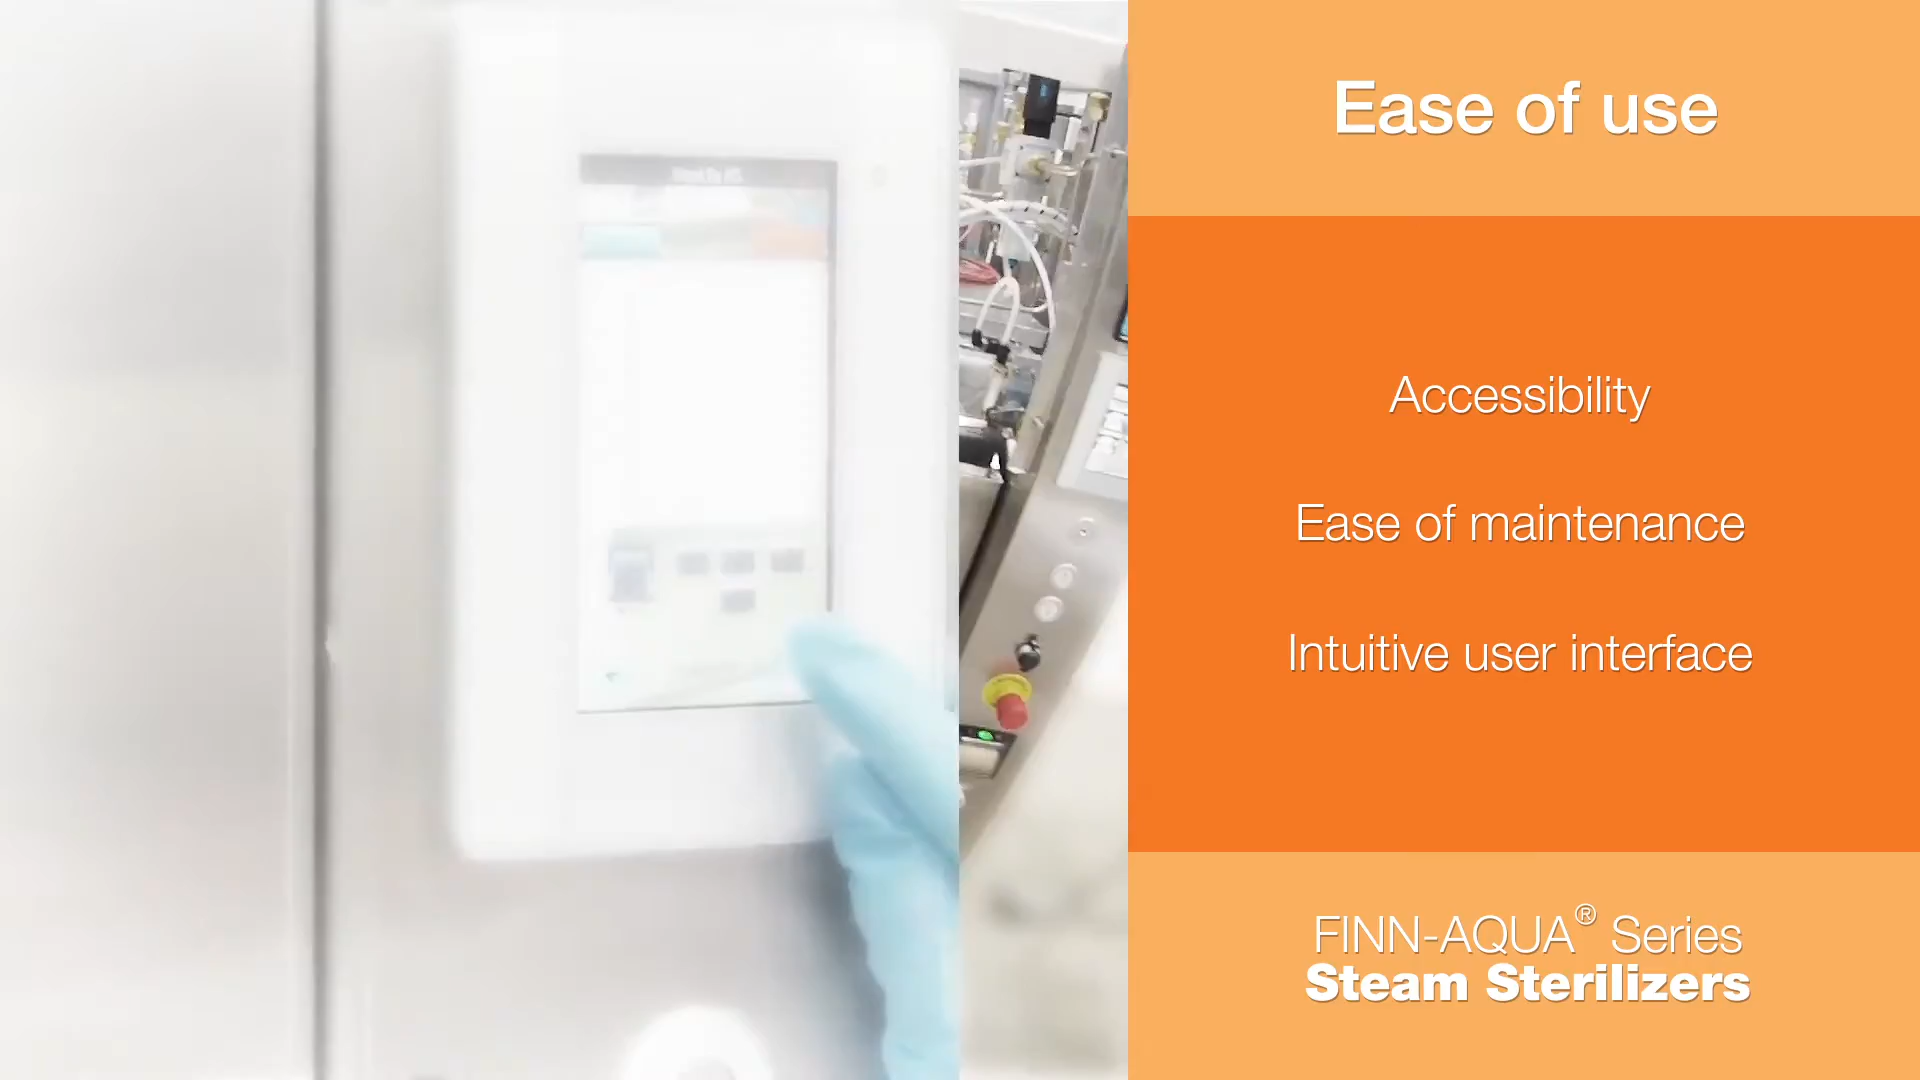 Ease of use
Accessibility
Ease of maintenance
Intuitive user interface
FINN-AQUA® Series
Steam Sterilizers